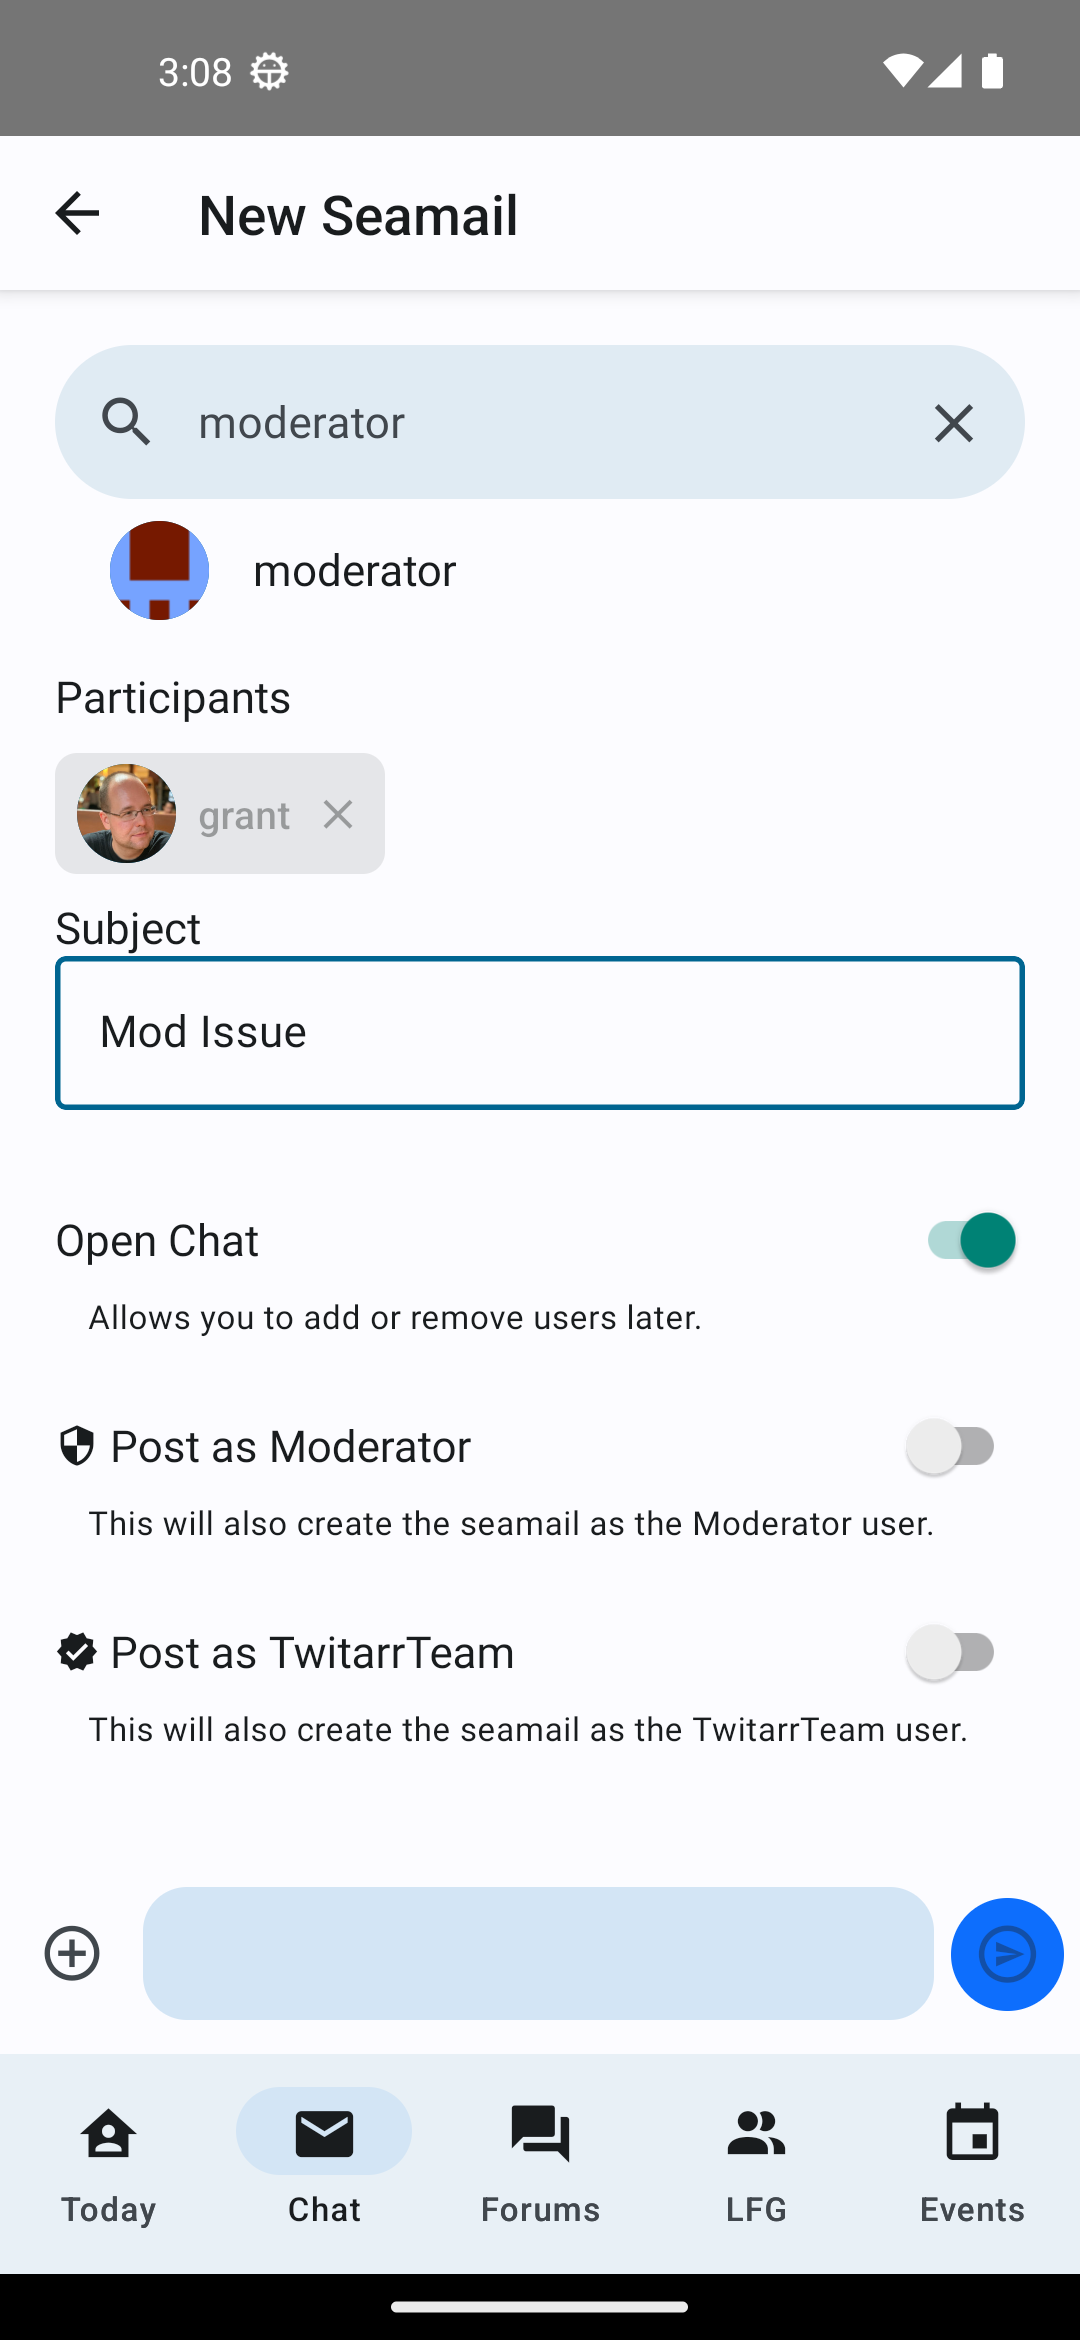 3:08
New Seamail
moderator
moderator
Participants
grant
Subject
Mod Issue
Open Chat
Allows you to add or remove users later.
Post as Moderator
This will also create the seamail as the Moderator user.
Post as TwitarrTeam
This will also create the seamail as the TwitarrTeam user.
Today
Chat
Forums
LFG
Events